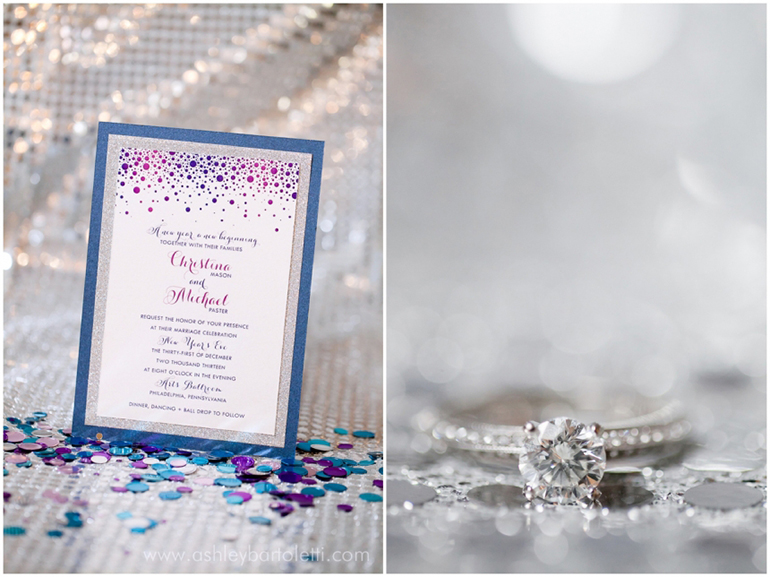 A new year a new beginning
TOGETHER WITH THEIR FAMILIES
Christina
MASON
and
Michael
PASTER
REQUEST THE HONOR OF YOUR PRESENCE
AT THEIR MARRIAGE CELEBRATION
New Year's Eve
THE THIRTY-FIRST OF DECEMBER
TWO THOUSAND THIRTEEN
AT EIGHT O'CLOCK IN THE EVENING
Arts Ballroom
PHILADELPHIA, PENNSYLVANIA
DINNER, DANCING + BALL DROP TO FOLLOW
www.ashleybartoletti.com